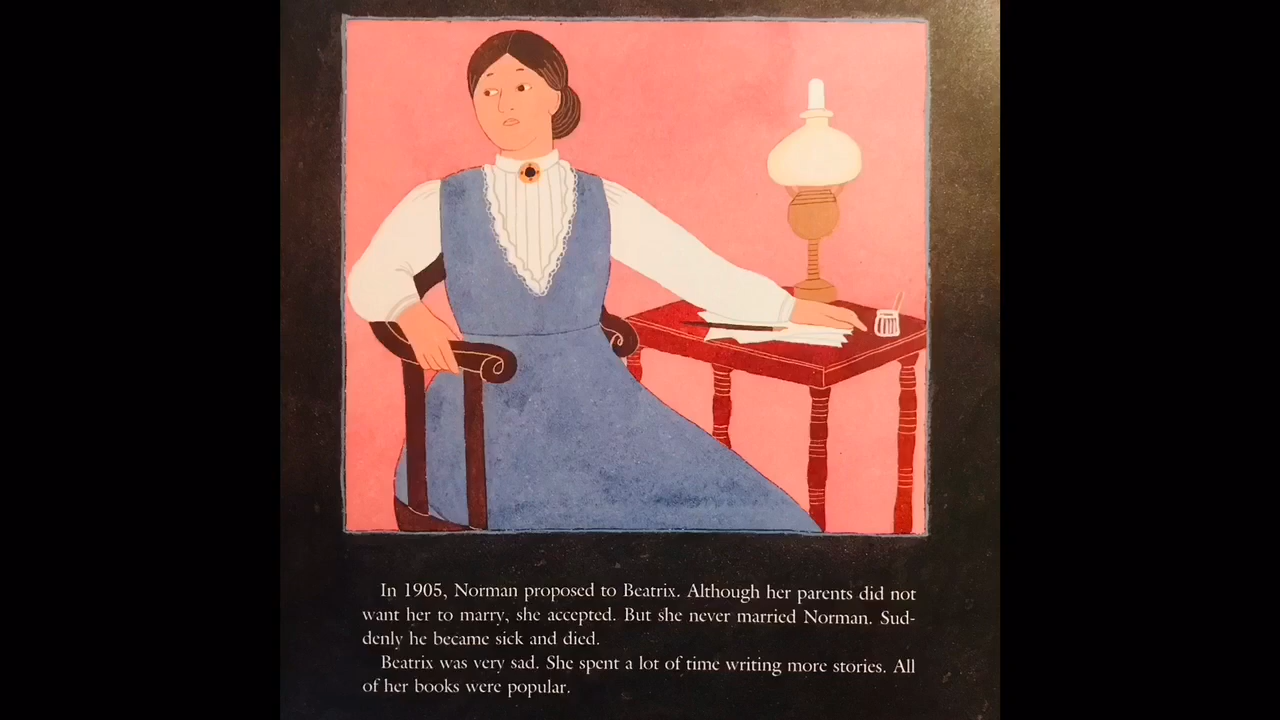 In 1905, Norman proposed to Beatrix. Although her parents did not
want her to marry, she accepted. But she never married Norman. Sud-
denly he became sick and died.
Beatrix was very sad. She spent a lot of time writing more stories. All
of her books were popular.